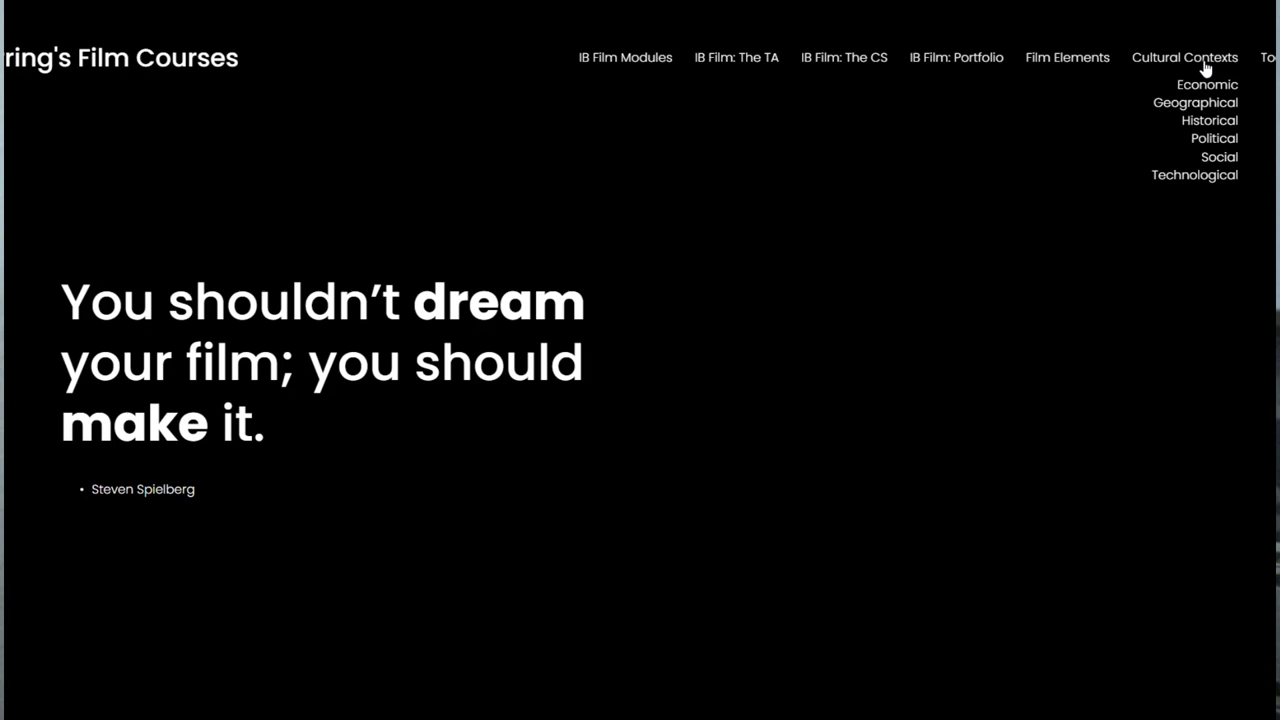 ring's Film Courses
IB Film Modules IB Film: The TA IB Film: The CS IB Film: Portfolio Film Elements Cultural Contexts
Economic
Geographical
Historical
Political
Social
Technological
You shouldn’t dream
your film; you should
make it.
• Steven Spielberg